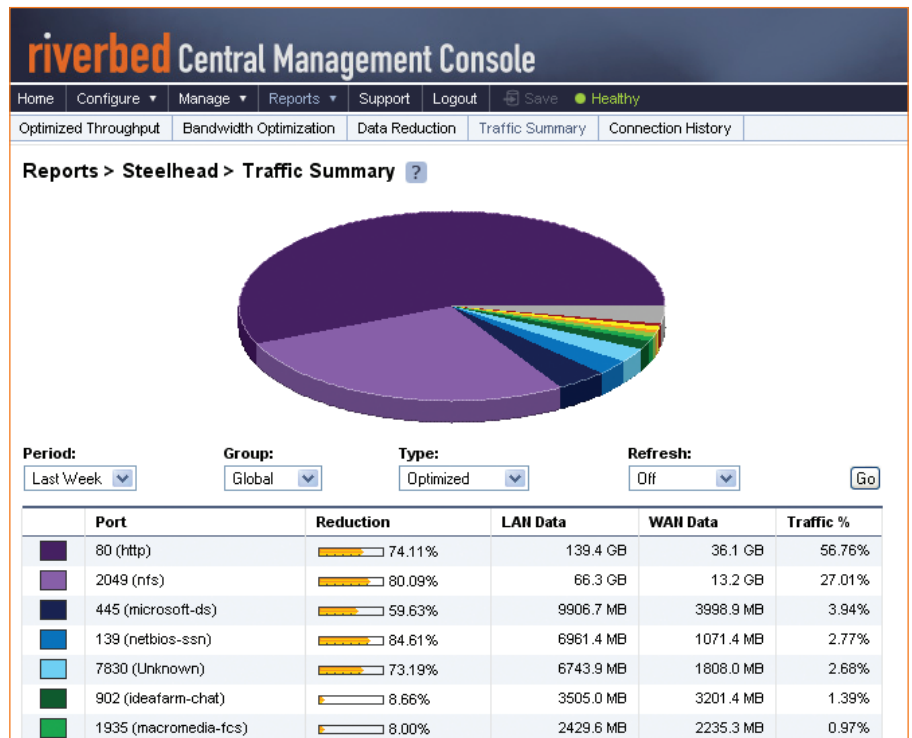 riverbed Central Management Console
Home Configure ▼ Manage ▼ Reports ▼ Support Logout Save Healthy
Optimized Throughput Bandwidth Optimization Data Reduction Traffic Summary Connection History
Reports > Steelhead > Traffic Summary ?
Period: Group: Type: Refresh:
Last Week Global Optimized Off Go
Port Reduction LAN Data WAN Data Traffic %
80 (http) 74.11% 139.4 GB 36.1 GB 56.76%
2049 (nfs) 80.09% 66.3 GB 13.2 GB 27.01%
445 (microsoft-ds) 59.63% 9906.7 MB 3998.9 MB 3.94%
139 (netbios-ssn) 84.61% 6961.4 MB 1071.4 MB 2.77%
7830 (Unknown) 73.19% 6743.9 MB 1808.0 MB 2.68%
902 (ideafarm-chat) 8.66% 3505.0 MB 3201.4 MB 1.39%
1935 (macromedia-fcs) 8.00% 2429.6 MB 2235.3 MB 0.97%